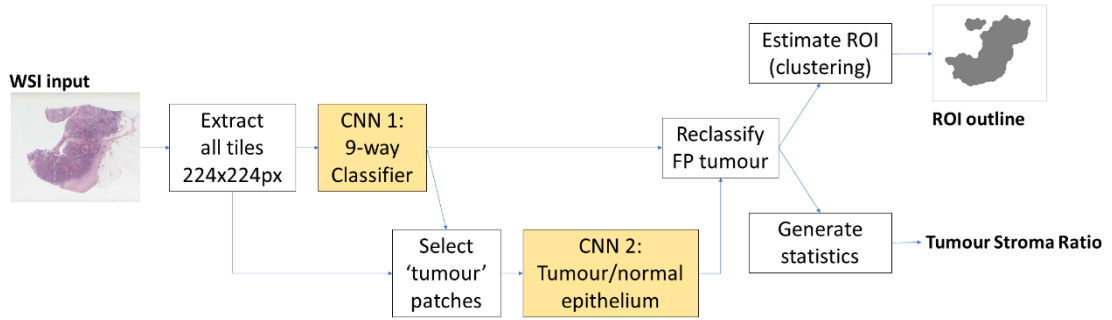 WSI input
Extract
all tiles
224x224px
CNN 1:
9-way
Classifier
Select
‘tumour’
patches
CNN 2:
Tumour/normal
epithelium
Reclassify
FP tumour
Estimate ROI
(clustering)
ROI outline
Generate
statistics
Tumour Stroma Ratio